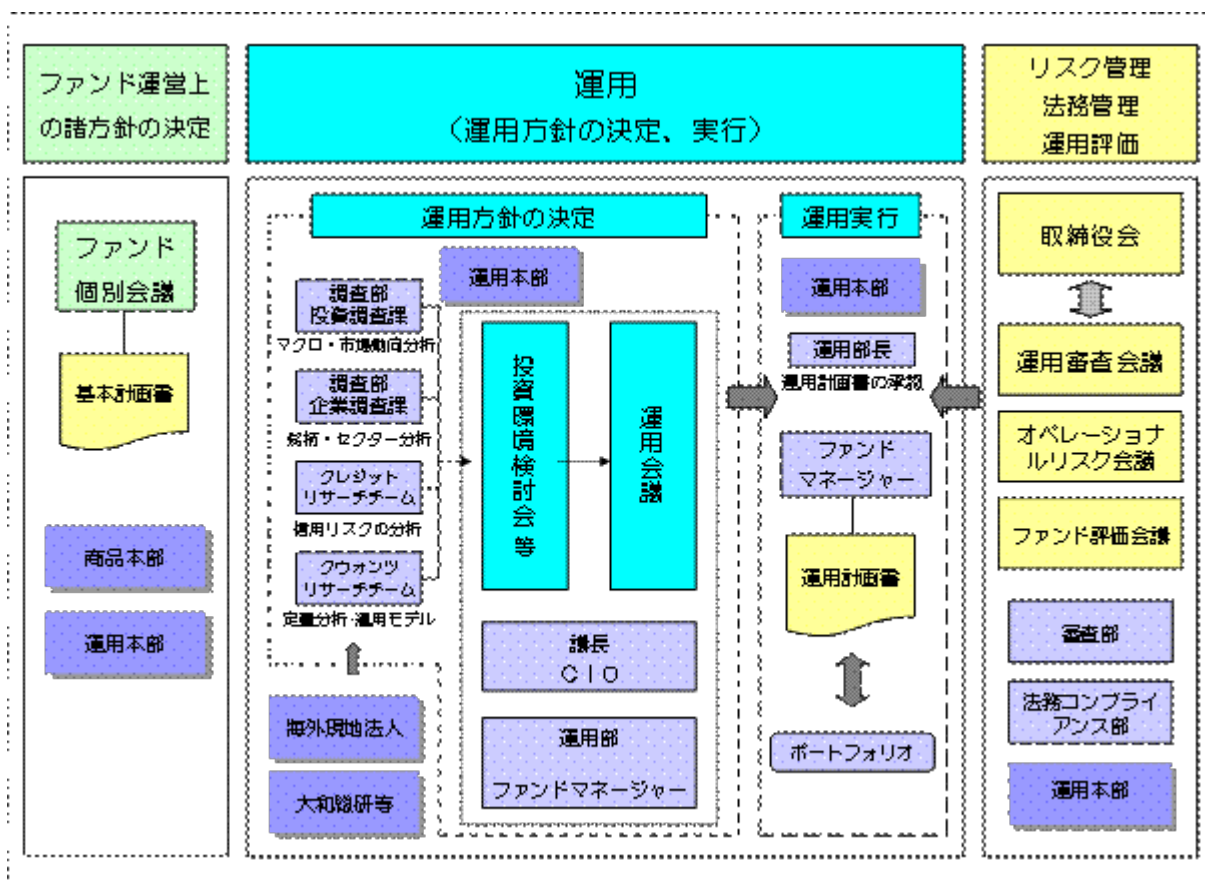 ファンド運営上
の諸方針の決定
運用
(運用方針の決定、実行)
リスク管理
法務管理
運用評価
ファンド
個別会議
基本計画書
商品本部
運用本部
運用方針の決定
運用本部
調査部
投資調査課
マクロ・市場動向分析
調査部
企業調査課
銘柄・セクター分析
クレジット
リサーチチーム
信用リスクの分析
クウォンツ
リサーチチーム
定量分析・運用モデル
海外現地法人
大和総研等
投資環境検討会等
運用会議
議長
CIO
運用部
ファンドマネージャー
運用実行
運用本部
運用部長
運用計画書の承認
ファンド
マネージャー
運用計画書
ポートフォリオ
取締役会
運用審査会議
オペレーショナ
ルリスク会議
ファンド評価会議
審査部
法務コンプライ
アンス部
運用本部